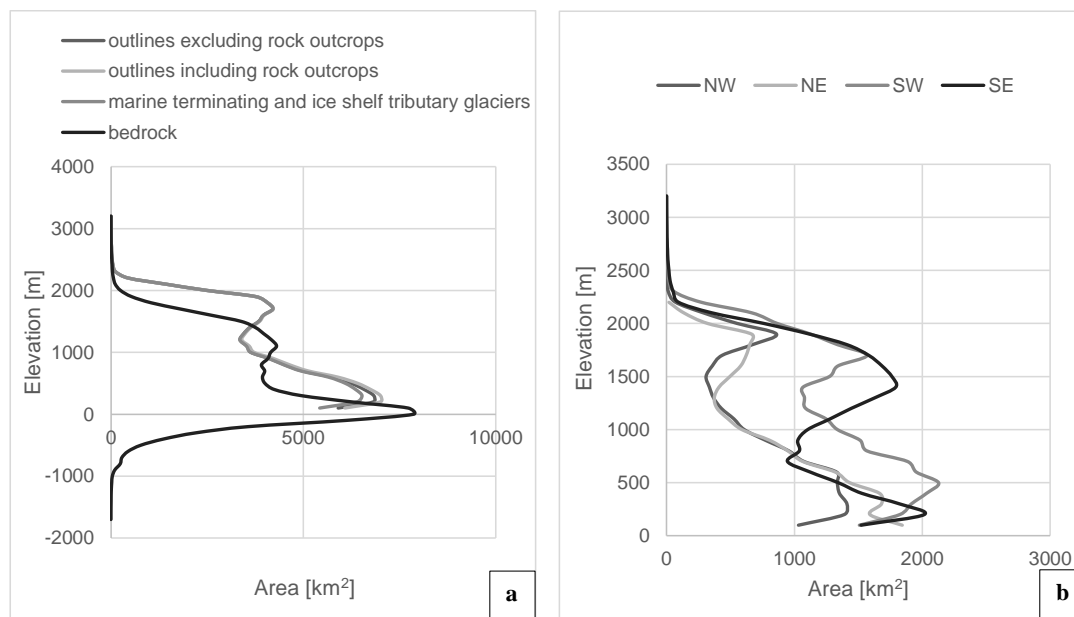 outlines excluding rock outcrops
outlines including rock outcrops
marine terminating and ice shelf tributary glaciers
bedrock
4000
3000
2000
1000
0
-1000
-2000
Elevation [m]
0
5000
10000
Area [km²]
a
NW
NE
SW
SE
3500
3000
2500
2000
1500
1000
500
0
Elevation [m]
0
1000
2000
3000
Area [km²]
b